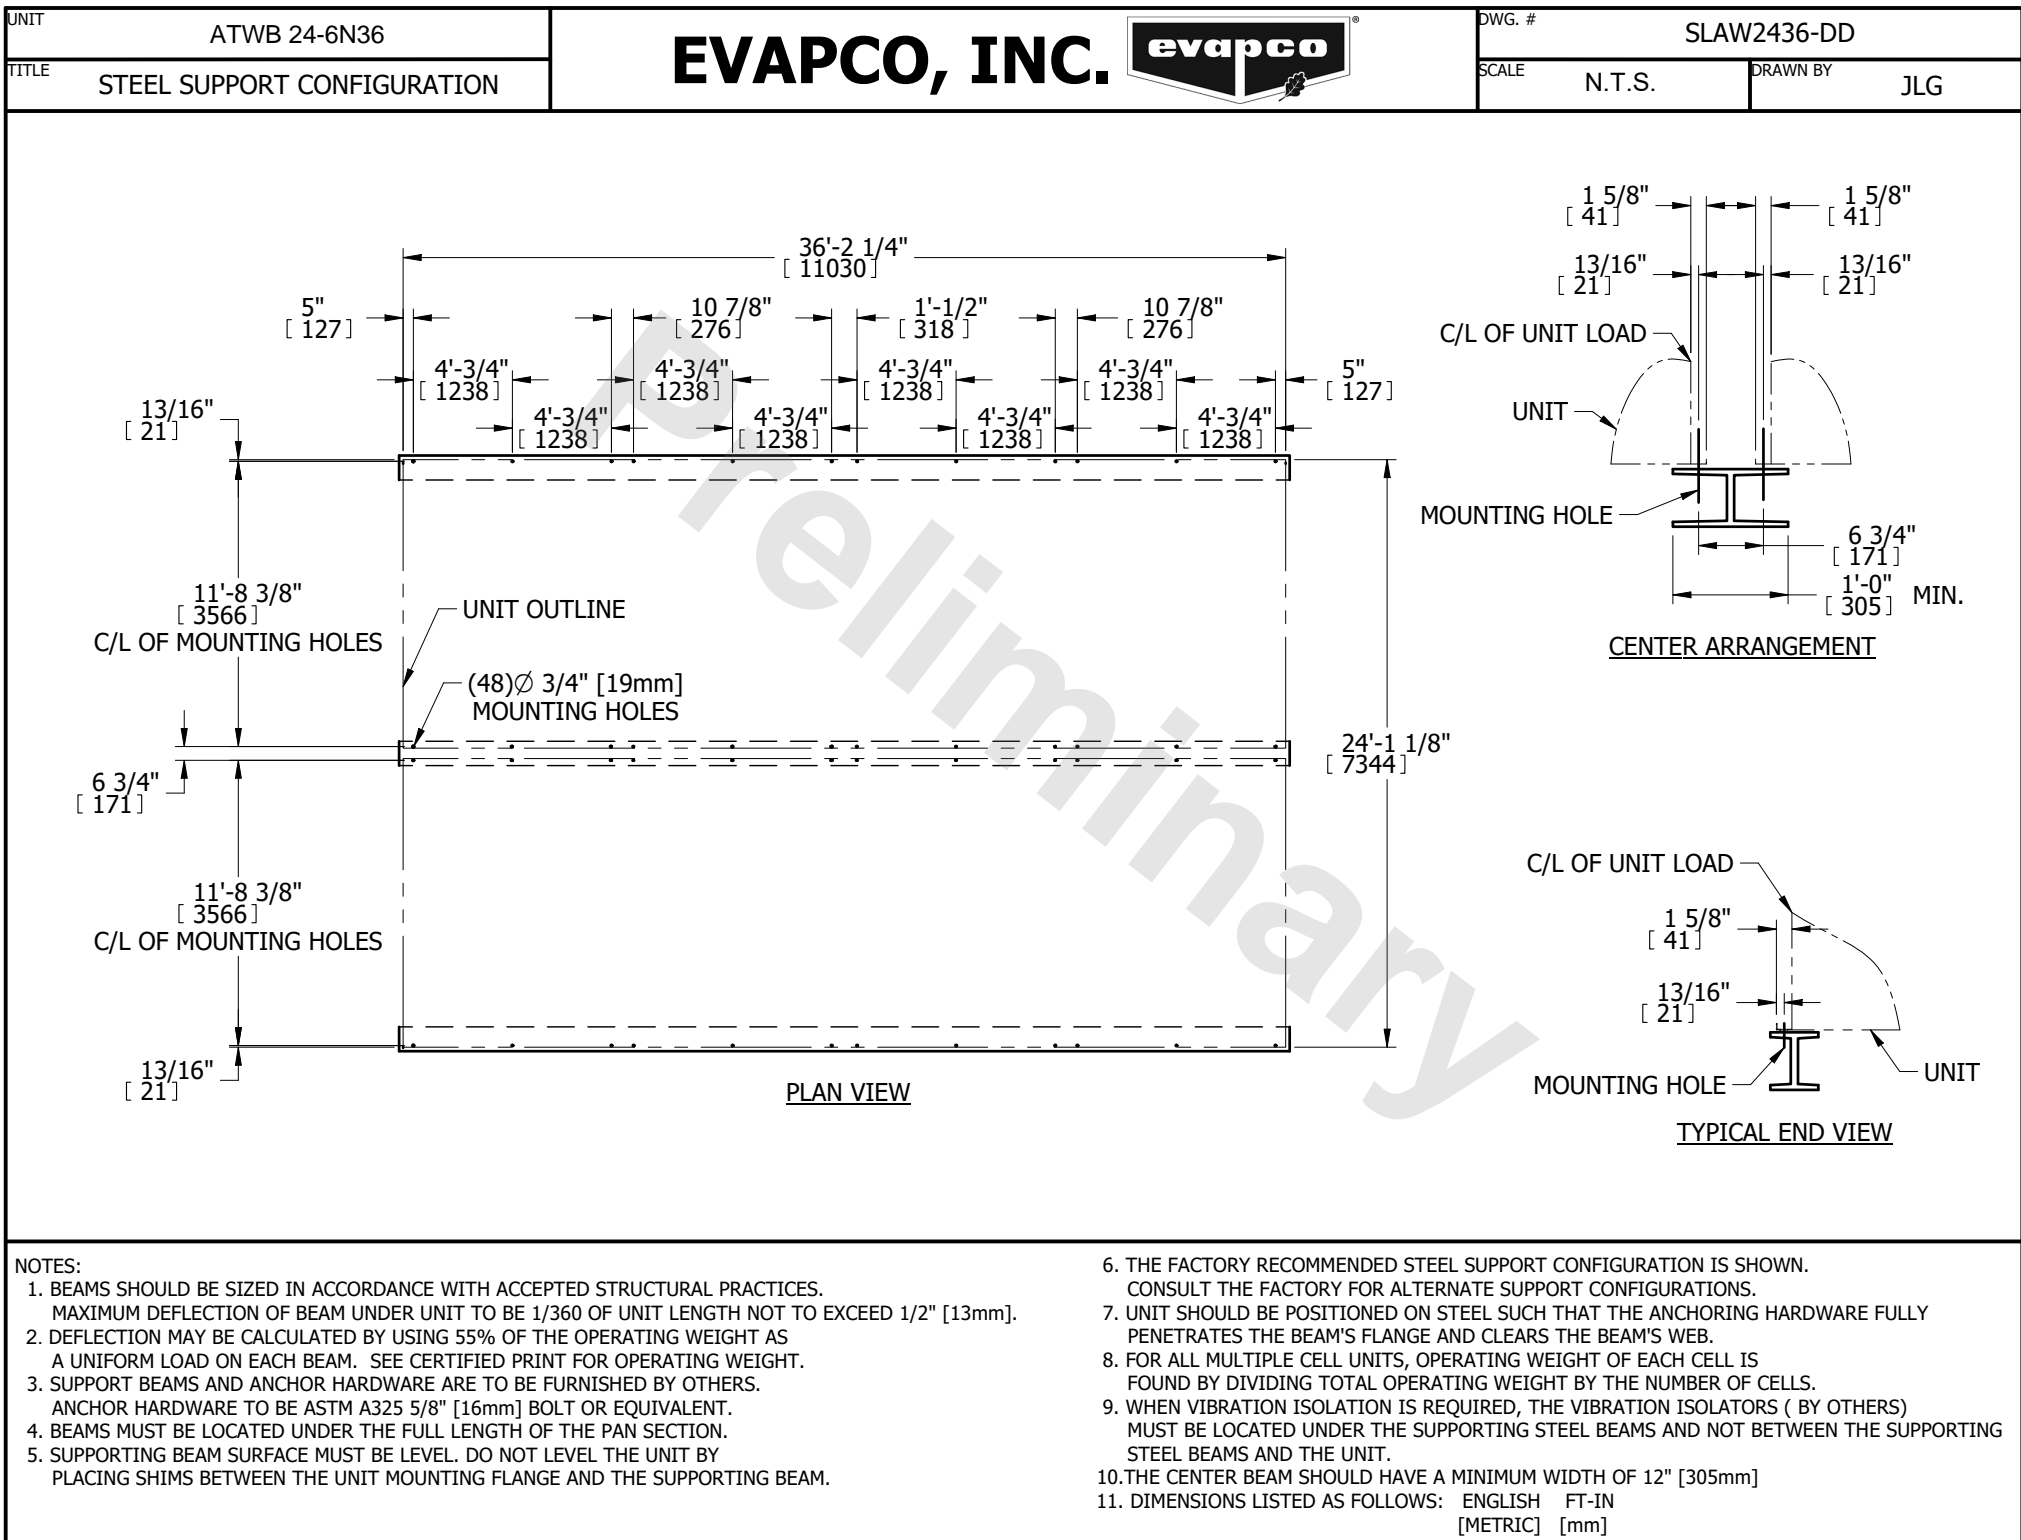 UNIT
ATWB 24-6N36
TITLE
STEEL SUPPORT CONFIGURATION
EVAPCO, INC.
evapco
®
DWG. #
SLAW2436-DD
SCALE
N.T.S.
DRAWN BY
JLG
36'-2 1/4"
[ 11030 ]
5"
[ 127 ]
10 7/8"
[ 276 ]
1'-1/2"
[ 318 ]
10 7/8"
[ 276 ]
4'-3/4"
[ 1238 ]
4'-3/4"
[ 1238 ]
4'-3/4"
[ 1238 ]
4'-3/4"
[ 1238 ]
5"
[ 127 ]
4'-3/4"
[ 1238 ]
4'-3/4"
[ 1238 ]
4'-3/4"
[ 1238 ]
4'-3/4"
[ 1238 ]
13/16"
[ 21 ]
11'-8 3/8"
[ 3566 ]
C/L OF MOUNTING HOLES
UNIT OUTLINE
(48)Ø 3/4" [19mm]
MOUNTING HOLES
6 3/4"
[ 171 ]
24'-1 1/8"
[ 7344 ]
11'-8 3/8"
[ 3566 ]
C/L OF MOUNTING HOLES
13/16"
[ 21 ]
PLAN VIEW
Preliminary
1 5/8"
[ 41 ]
1 5/8"
[ 41 ]
13/16"
[ 21 ]
13/16"
[ 21 ]
C/L OF UNIT LOAD
UNIT
MOUNTING HOLE
6 3/4"
[ 171 ]
1'-0"
[ 305 ]
MIN.
CENTER ARRANGEMENT
C/L OF UNIT LOAD
1 5/8"
[ 41 ]
13/16"
[ 21 ]
MOUNTING HOLE
UNIT
TYPICAL END VIEW
NOTES:
1. BEAMS SHOULD BE SIZED IN ACCORDANCE WITH ACCEPTED STRUCTURAL PRACTICES.
MAXIMUM DEFLECTION OF BEAM UNDER UNIT TO BE 1/360 OF UNIT LENGTH NOT TO EXCEED 1/2" [13mm].
2. DEFLECTION MAY BE CALCULATED BY USING 55% OF THE OPERATING WEIGHT AS
A UNIFORM LOAD ON EACH BEAM. SEE CERTIFIED PRINT FOR OPERATING WEIGHT.
3. SUPPORT BEAMS AND ANCHOR HARDWARE ARE TO BE FURNISHED BY OTHERS.
ANCHOR HARDWARE TO BE ASTM A325 5/8" [16mm] BOLT OR EQUIVALENT.
4. BEAMS MUST BE LOCATED UNDER THE FULL LENGTH OF THE PAN SECTION.
5. SUPPORTING BEAM SURFACE MUST BE LEVEL. DO NOT LEVEL THE UNIT BY
PLACING SHIMS BETWEEN THE UNIT MOUNTING FLANGE AND THE SUPPORTING BEAM.
6. THE FACTORY RECOMMENDED STEEL SUPPORT CONFIGURATION IS SHOWN.
CONSULT THE FACTORY FOR ALTERNATE SUPPORT CONFIGURATIONS.
7. UNIT SHOULD BE POSITIONED ON STEEL SUCH THAT THE ANCHORING HARDWARE FULLY
PENETRATES THE BEAM'S FLANGE AND CLEARS THE BEAM'S WEB.
8. FOR ALL MULTIPLE CELL UNITS, OPERATING WEIGHT OF EACH CELL IS
FOUND BY DIVIDING TOTAL OPERATING WEIGHT BY THE NUMBER OF CELLS.
9. WHEN VIBRATION ISOLATION IS REQUIRED, THE VIBRATION ISOLATORS ( BY OTHERS)
MUST BE LOCATED UNDER THE SUPPORTING STEEL BEAMS AND NOT BETWEEN THE SUPPORTING
STEEL BEAMS AND THE UNIT.
10.THE CENTER BEAM SHOULD HAVE A MINIMUM WIDTH OF 12" [305mm]
11. DIMENSIONS LISTED AS FOLLOWS: ENGLISH FT-IN
[METRIC] [mm]